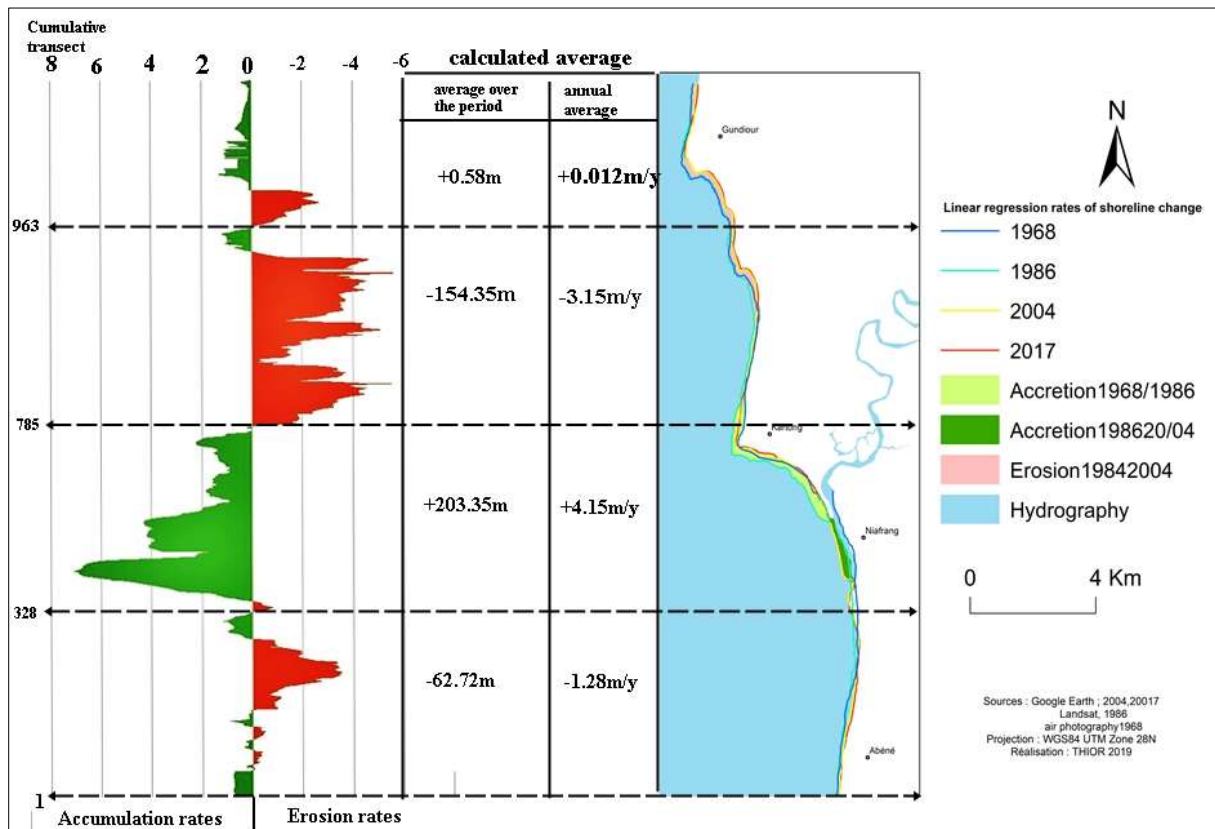 Cumulative
transect
8 6 4 2 0 -2 -4 -6
calculated average
average over
the period
annual
average
+0.58m
+0.012m/y
963
-154.35m
-3.15m/y
785
+203.35m
+4.15m/y
328
-62.72m
-1.28m/y
1
Accumulation rates
Erosion rates
Gundiour
Kartong
Niafrang
Abéné
N
Linear regression rates of shoreline change
1968
1986
2004
2017
Accretion1968/1986
Accretion198620/04
Erosion19842004
Hydrography
0 4 Km
Sources : Google Earth ; 2004,20017
Landsat, 1986
air photography1968
Projection : WGS84 UTM Zone 28N
Réalisation : THIOR 2019